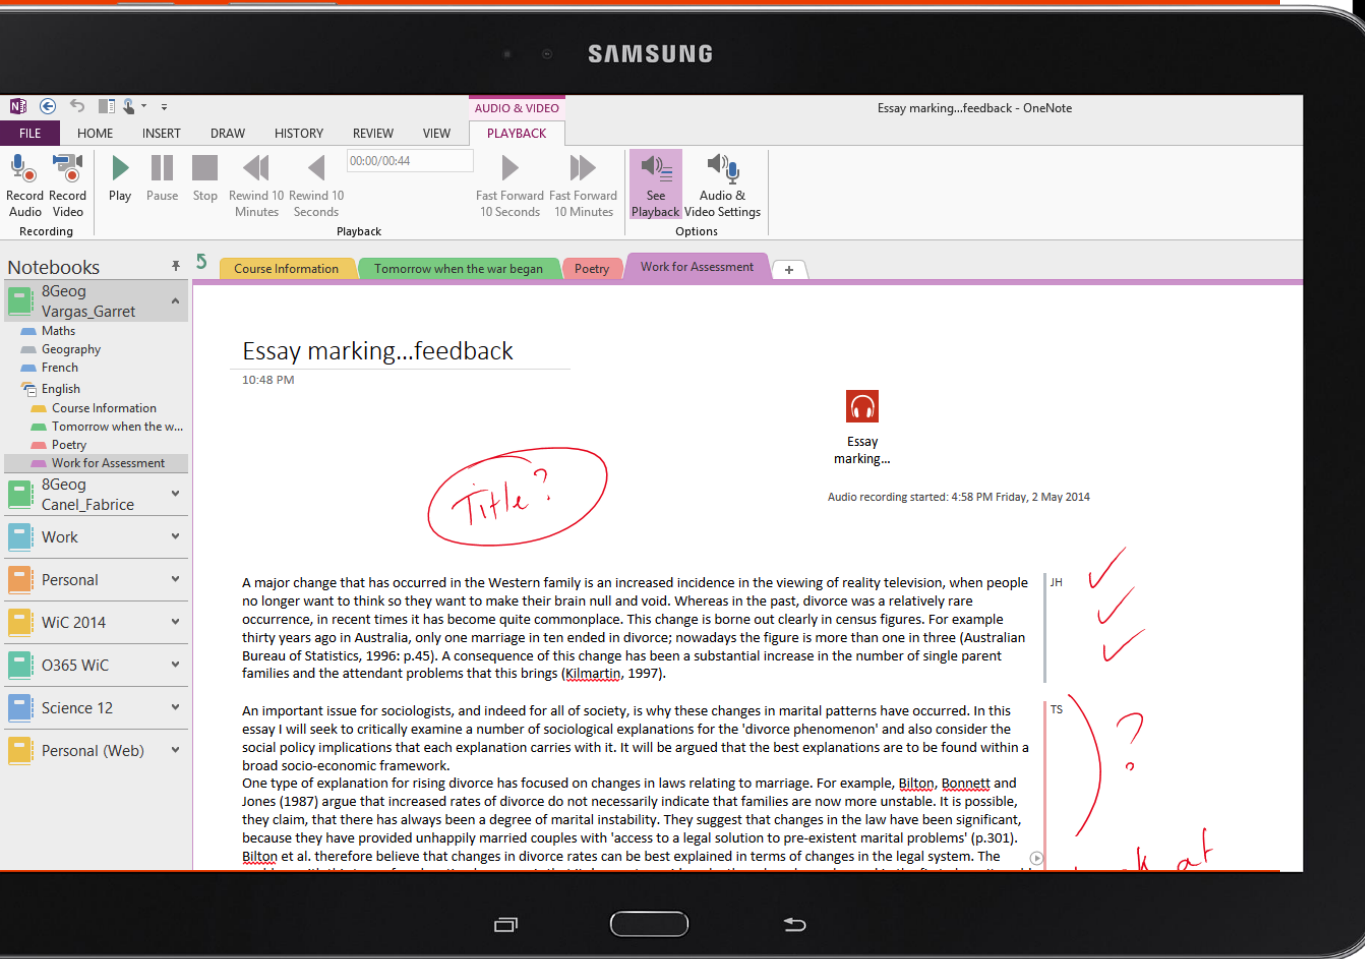 SAMSUNG
AUDIO & VIDEO
Essay marking...feedback - OneNote
FILE HOME INSERT DRAW HISTORY REVIEW VIEW PLAYBACK
00:00/00:44
Record Record Play Pause Stop Rewind 10 Rewind 10 Fast Forward Fast Forward See Audio &
Audio Video Minutes Seconds 10 Seconds 10 Minutes Playback Video Settings
Recording Playback Options
Notebooks
8Geog
Vargas_Garret
Maths
Geography
French
English
Course Information
Tomorrow when the w...
Poetry
Work for Assessment
8Geog
Canel_Fabrice
Work
Personal
WiC 2014
O365 WiC
Science 12
Personal (Web)
Course Information Tomorrow when the war began Poetry Work for Assessment +
Essay marking...feedback
10:48 PM
Essay
marking...
Audio recording started: 4:58 PM Friday, 2 May 2014
Title?
A major change that has occurred in the Western family is an increased incidence in the viewing of reality television, when people
no longer want to think so they want to make their brain null and void. Whereas in the past, divorce was a relatively rare
occurrence, in recent times it has become quite commonplace. This change is borne out clearly in census figures. For example
thirty years ago in Australia, only one marriage in ten ended in divorce; nowadays the figure is more than one in three (Australian
Bureau of Statistics, 1996: p.45). A consequence of this change has been a substantial increase in the number of single parent
families and the attendant problems that this brings (Kilmartin, 1997).
JH
An important issue for sociologists, and indeed for all of society, is why these changes in marital patterns have occurred. In this
essay I will seek to critically examine a number of sociological explanations for the 'divorce phenomenon' and also consider the
social policy implications that each explanation carries with it. It will be argued that the best explanations are to be found within a
broad socio-economic framework.
One type of explanation for rising divorce has focused on changes in laws relating to marriage. For example, Bilton, Bonnett and
Jones (1987) argue that increased rates of divorce do not necessarily indicate that families are now more unstable. It is possible,
they claim, that there has always been a degree of marital instability. They suggest that changes in the law have been significant,
because they have provided unhappily married couples with 'access to a legal solution to pre-existent marital problems' (p.301).
Bilton et al. therefore believe that changes in divorce rates can be best explained in terms of changes in the legal system. The
TS
?